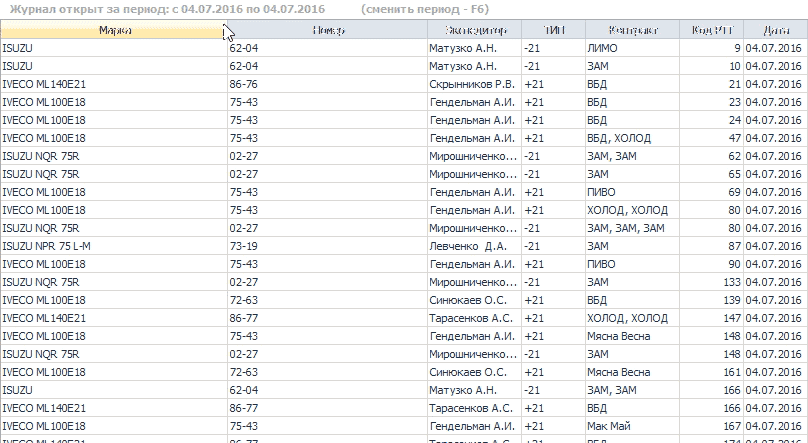 Журнал открыт за период: с 04.07.2016 по 04.07.2016 (сменить период - F6)
Марка Номер Экспедитор ТИП Контракт Код РТТ Дата
ISUZU 62-04 Матузко А.Н. -21 ЛИМО 9 04.07.2016
ISUZU 62-04 Матузко А.Н. -21 ЗАМ 10 04.07.2016
IVECO ML140E21 86-76 Скрынников Р.В. +21 ВБД 21 04.07.2016
IVECO ML100E18 75-43 Гендельман А.И. +21 ВБД 23 04.07.2016
IVECO ML100E18 75-43 Гендельман А.И. +21 ВБД 24 04.07.2016
IVECO ML100E18 75-43 Гендельман А.И. +21 ВБД, ХОЛОД 47 04.07.2016
ISUZU NQR 75R 02-27 Мирошниченко... -21 ЗАМ, ЗАМ 62 04.07.2016
ISUZU NQR 75R 02-27 Мирошниченко... -21 ЗАМ 65 04.07.2016
IVECO ML100E18 75-43 Гендельман А.И. +21 ПИВО 69 04.07.2016
IVECO ML100E18 75-43 Гендельман А.И. +21 ХОЛОД, ХОЛОД 80 04.07.2016
ISUZU NQR 75R 02-27 Мирошниченко... -21 ЗАМ, ЗАМ, ЗАМ 80 04.07.2016
ISUZU NPR 75 L-M 73-19 Левченко Д.А. -21 ЗАМ 87 04.07.2016
IVECO ML100E18 75-43 Гендельман А.И. +21 ПИВО 90 04.07.2016
ISUZU NQR 75R 02-27 Мирошниченко... -21 ЗАМ 133 04.07.2016
IVECO ML100E18 72-63 Синюкаев О.С. +21 ВБД 139 04.07.2016
IVECO ML140E21 86-77 Тарасенков А.С. +21 ХОЛОД, ХОЛОД 147 04.07.2016
IVECO ML100E18 75-43 Гендельман А.И. +21 Мясна Весна 148 04.07.2016
ISUZU NQR 75R 02-27 Мирошниченко... -21 ЗАМ 148 04.07.2016
IVECO ML100E18 72-63 Синюкаев О.С. +21 Мясна Весна 161 04.07.2016
ISUZU 62-04 Матузко А.Н. -21 ЗАМ, ЗАМ 166 04.07.2016
IVECO ML140E21 86-77 Тарасенков А.С. +21 ВБД 166 04.07.2016
IVECO ML100E18 75-43 Гендельман А.И. +21 Мак Май 167 04.07.2016
IVECO ML140E21 86-77 Тарасенков А.С. +21 ВБД 174 04.07.2016